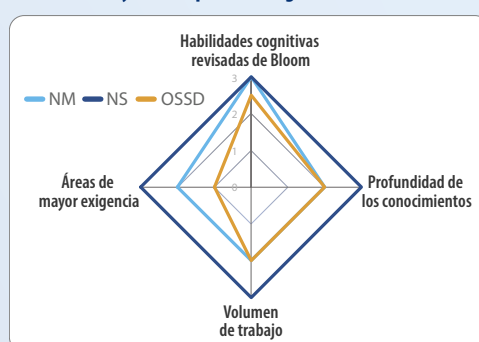 Habilidades cognitivas
revisadas de Bloom
NM NS OSSD
3
2
1
0
Áreas de
mayor exigencia
Profundidad de
los conocimientos
Volumen
de trabajo